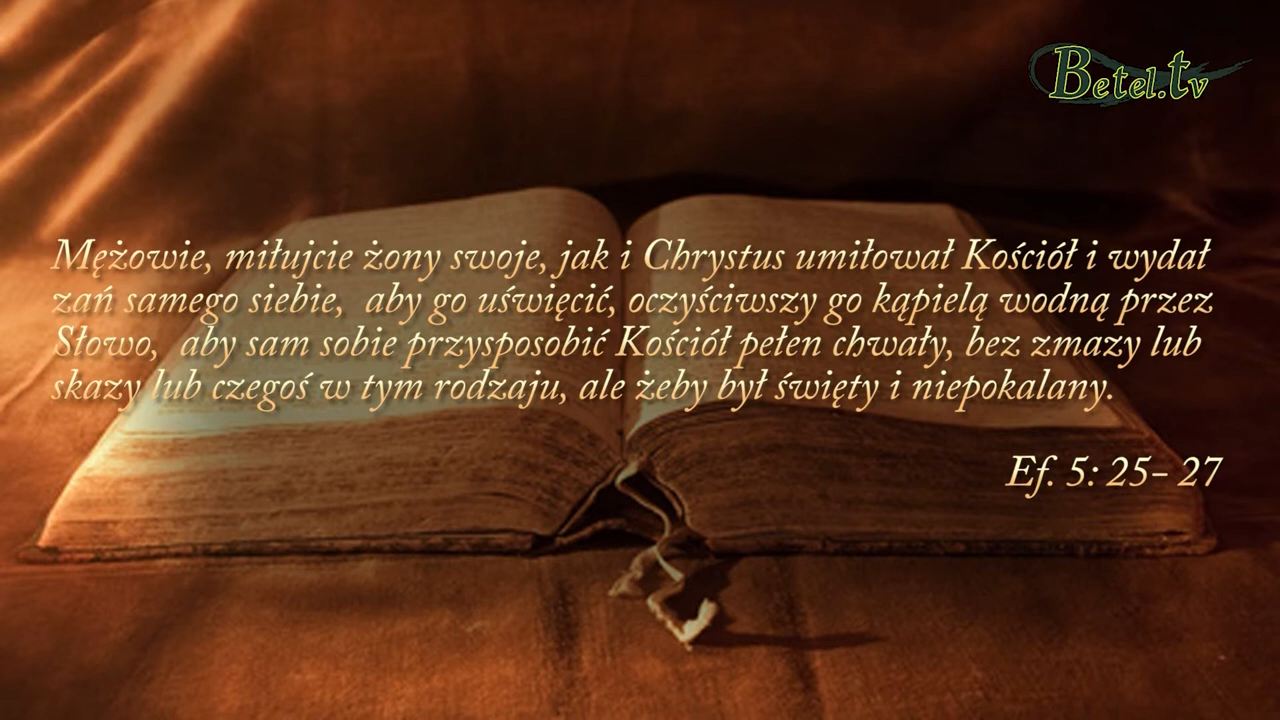 Betel.tv
Mężowie, miłujcie żony swoje, jak i Chrystus umiłował Kościół i wydał
zań samego siebie, aby go uświęcić, oczyściwszy go kąpielą wodną przez
Słowo, aby sam sobie przysposobić Kościół pełen chwały, bez zmazy lub
skazy lub czegoś w tym rodzaju, ale żeby był święty i niepokalany.
Ef. 5: 25- 27